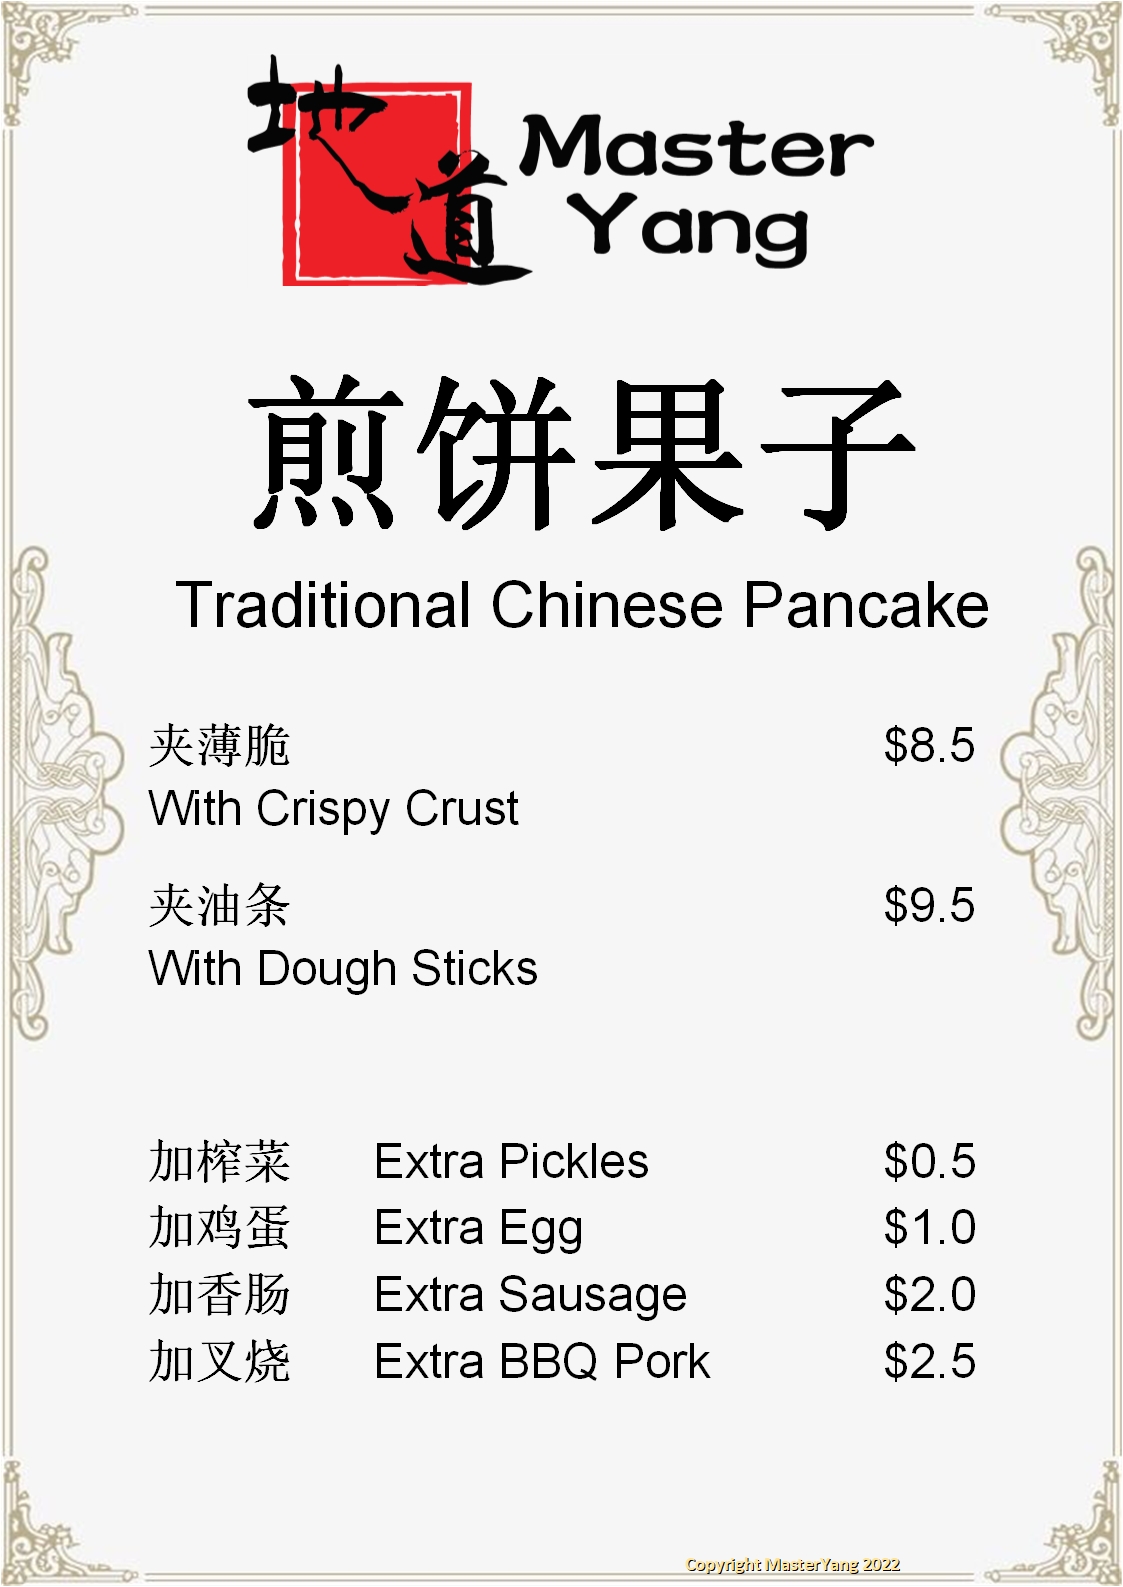 地道
Master
Yang
煎饼果子
Traditional Chinese Pancake
夹薄脆 $8.5
With Crispy Crust
夹油条 $9.5
With Dough Sticks
加榨菜 Extra Pickles $0.5
加鸡蛋 Extra Egg $1.0
加香肠 Extra Sausage $2.0
加叉烧 Extra BBQ Pork $2.5
Copyright MasterYang 2022